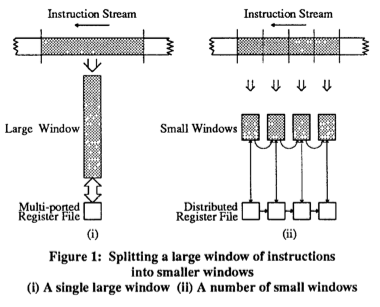 Instruction Stream
Large Window
Multi-ported
Register File
(i)
Instruction Stream
Small Windows
Distributed
Register File
(ii)
Figure 1: Splitting a large window of instructions
into smaller windows
(i) A single large window (ii) A number of small windows